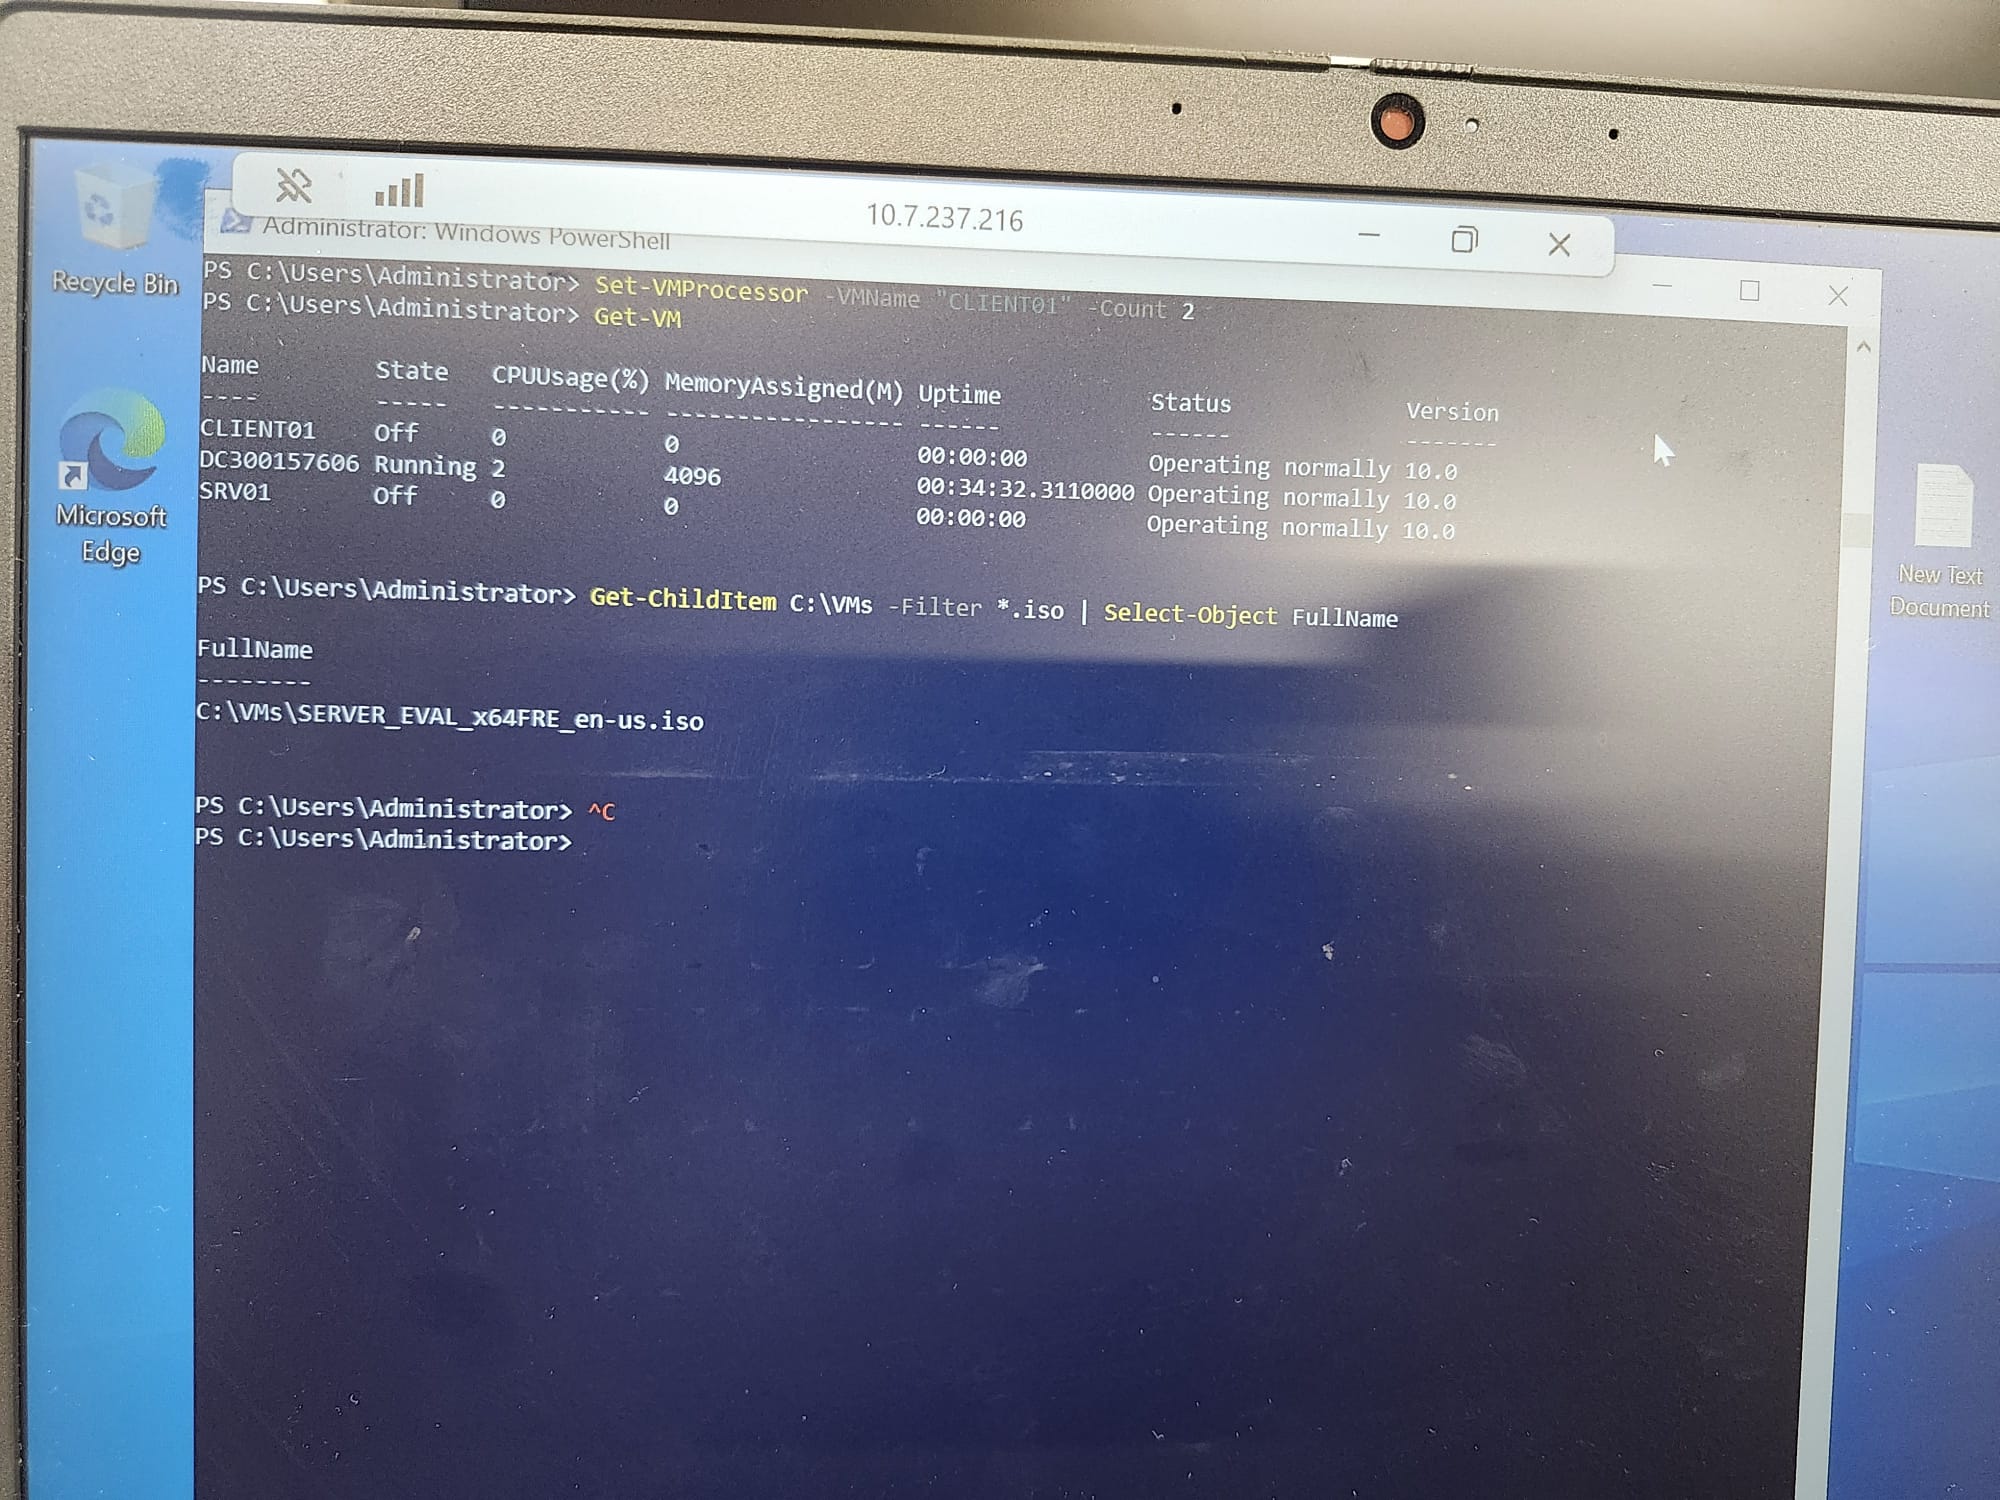 10.7.237.216
Administrator: Windows PowerShell
Recycle Bin
Microsoft
Edge
New Text
Document
PS C:\Users\Administrator> Set-VMProcessor -VMName "CLIENT01" -Count 2
PS C:\Users\Administrator> Get-VM
Name State CPUUsage(%) MemoryAssigned(M) Uptime Status Version
---- ----- ----------- ----------------- ------ ------ -------
CLIENT01 Off 0 0 00:00:00 Operating normally 10.0
DC300157606 Running 2 4096 00:34:32.3110000 Operating normally 10.0
SRV01 Off 0 0 00:00:00 Operating normally 10.0
PS C:\Users\Administrator> Get-ChildItem C:\VMs -Filter *.iso | Select-Object FullName
FullName
--------
C:\VMs\SERVER_EVAL_x64FRE_en-us.iso
PS C:\Users\Administrator> ^C
PS C:\Users\Administrator>